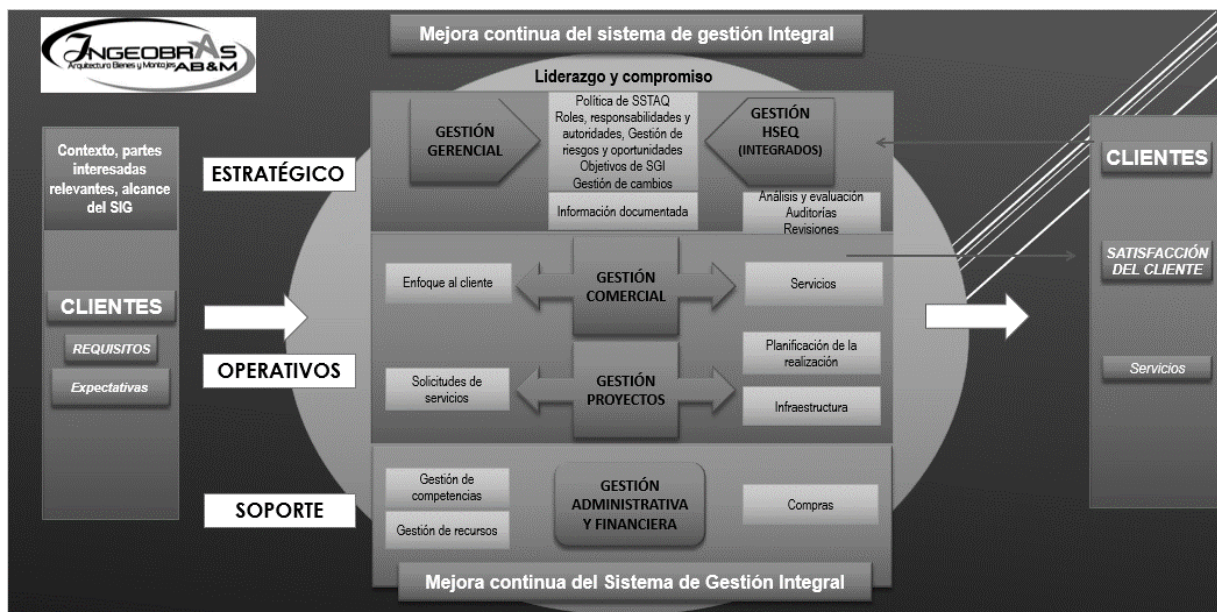 Mejora continua del sistema de gestión Integral
INGEOBRAS
Arquitectura Bienes y Montajes AB&M
Liderazgo y compromiso
Contexto, partes
interesadas
relevantes, alcance
del SIG
CLIENTES
REQUISITOS
Expectativas
ESTRATÉGICO
GESTIÓN
GERENCIAL
Política de SSTAQ
Roles, responsabilidades y
autoridades, Gestión de
riesgos y oportunidades
Objetivos de SGI
Gestión de cambios
Información documentada
GESTIÓN
HSEQ
(INTEGRADOS)
Análisis y evaluación
Auditorías
Revisiones
OPERATIVOS
Enfoque al cliente
GESTIÓN
COMERCIAL
Servicios
Solicitudes de
servicios
GESTIÓN
PROYECTOS
Planificación de la
realización
Infraestructura
SOPORTE
Gestión de
competencias
Gestión de recursos
GESTIÓN
ADMINISTRATIVA
Y FINANCIERA
Compras
CLIENTES
SATISFACCIÓN
DEL CLIENTE
Servicios
Mejora continua del Sistema de Gestión Integral